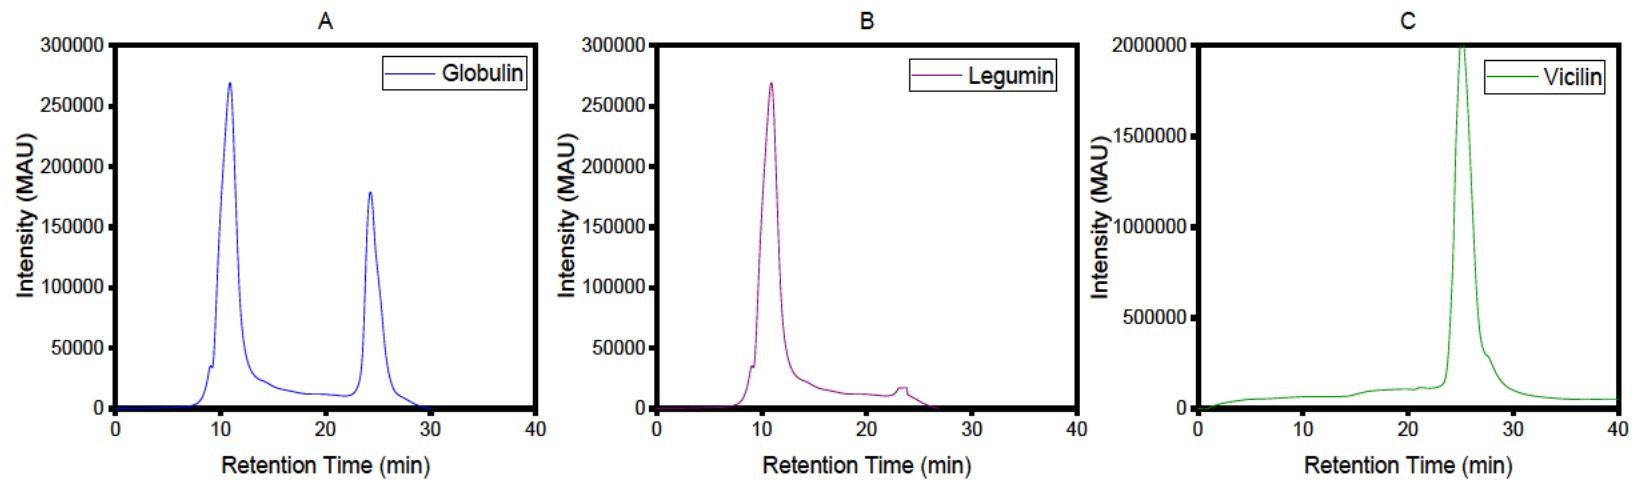 A
300000
250000
200000
150000
100000
50000
0
Intensity (MAU)
Globulin
0 10 20 30 40
Retention Time (min)
B
300000
250000
200000
150000
100000
50000
0
Intensity (MAU)
Legumin
0 10 20 30 40
Retention Time (min)
C
2000000
1500000
1000000
500000
0
Intensity (MAU)
Vicilin
0 10 20 30 40
Retention Time (min)